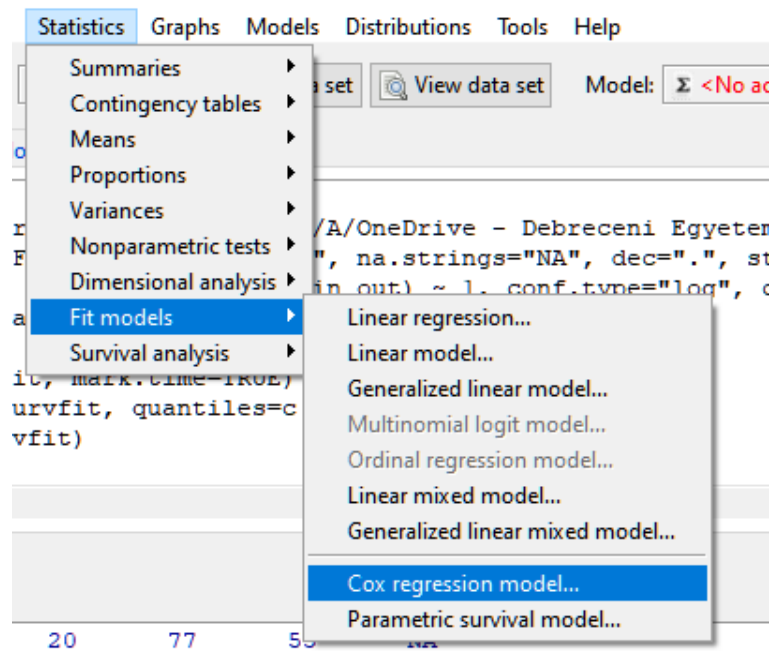 Statistics Graphs Models Distributions Tools Help
Summaries
Contingency tables
Means
Proportions
Variances
Nonparametric tests
Dimensional analysis
Fit models
Survival analysis
set View data set Model: Σ <No ac
/A/OneDrive - Debreceni Egyetem
", na.strings="NA", dec=".", st
in out) ~ 1, conf.type="log", c
it, mark.time=TRUE)
urvfit, quantiles=c
vfit)
Linear regression...
Linear model...
Generalized linear model...
Multinomial logit model...
Ordinal regression model...
Linear mixed model...
Generalized linear mixed model...
Cox regression model...
Parametric survival model...
20 77 55 NA